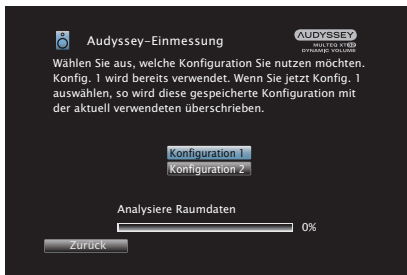 Audyssey-Einmessung
AUDYSSEY
MULTEQ XT32
DYNAMIC VOLUME
Wählen Sie aus, welche Konfiguration Sie nutzen möchten.
Konfig. 1 wird bereits verwendet. Wenn Sie jetzt Konfig. 1
auswählen, so wird diese gespeicherte Konfiguration mit
der aktuell verwendeten überschrieben.
Konfiguration 1
Konfiguration 2
Analysiere Raumdaten
0%
Zurück